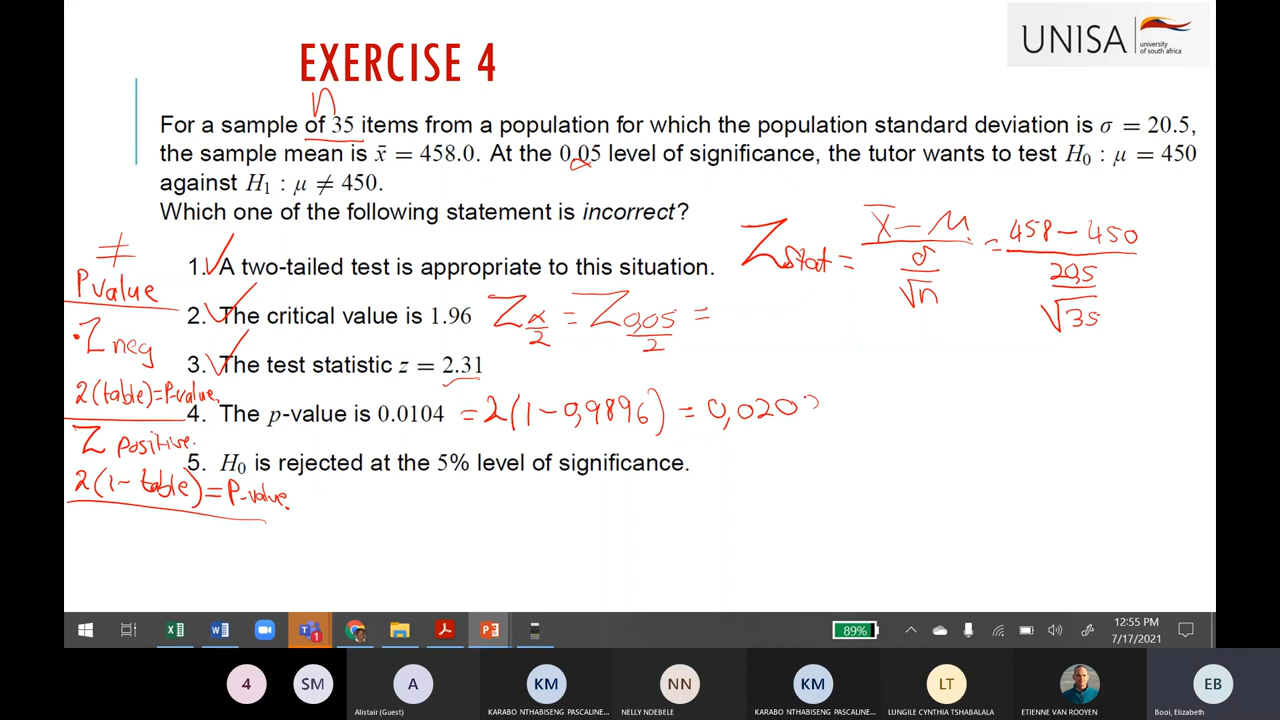 UNISA
university
of south africa
EXERCISE 4
n
For a sample of 35 items from a population for which the population standard deviation is σ = 20.5,
the sample mean is x̄ = 458.0. At the 0.05 level of significance, the tutor wants to test H₀ : μ = 450
α
against H₁ : μ ≠ 450.
Which one of the following statement is incorrect?
Zstat = (x̄ − μ) / (σ/√n) = (458 − 450) / (20,5/√35)
≠
1. A two-tailed test is appropriate to this situation.
P value
2. The critical value is 1.96 Z α/2 = Z 0,05/2 =
Z neg
3. The test statistic z = 2.31
2(table) = P-value
4. The p-value is 0.0104 = 2(1 − 0,9896) = 0,020
Z positive.
5. H₀ is rejected at the 5% level of significance.
2(1 − table) = P-value.
89%
12:55 PM
7/17/2021
1
4
SM
A
KM
NN
KM
LT
EB
Alistair (Guest)
KARABO NTHABISENG PASCALINE...
NELLY NDEBELE
KARABO NTHABISENG PASCALINE...
LUNGILE CYNTHIA TSHABALALA
ETIENNE VAN ROOYEN
Booi, Elizabeth